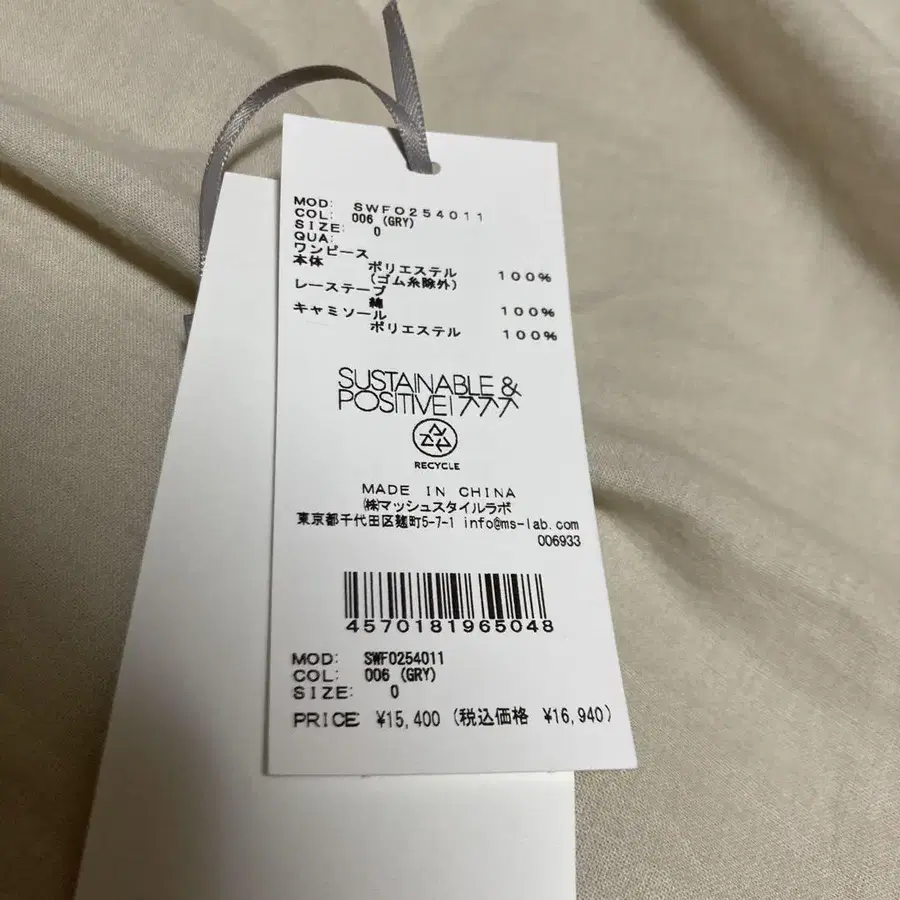 MOD: SWFO254011
COL: 006 (GRY)
SIZE: 0
QUA:
ワンピース
本体 ポリエステル 100%
(ゴム糸除外)
レーステープ
綿 100%
キャミソール
ポリエステル 100%
SUSTAINABLE &
POSITIVE!
RECYCLE
MADE IN CHINA
㈱マッシュスタイルラボ
東京都千代田区麹町5-7-1 info@ms-lab.com
006933
4570181965048
MOD: SWFO254011
COL: 006 (GRY)
SIZE: 0
PRICE: ¥15,400 (税込価格 ¥16,940)